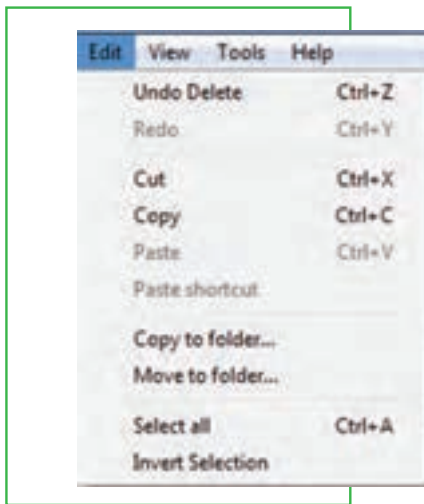 Edit View Tools Help
Undo Delete Ctrl+Z
Redo Ctrl+Y
Cut Ctrl+X
Copy Ctrl+C
Paste Ctrl+V
Paste shortcut
Copy to folder...
Move to folder...
Select all Ctrl+A
Invert Selection